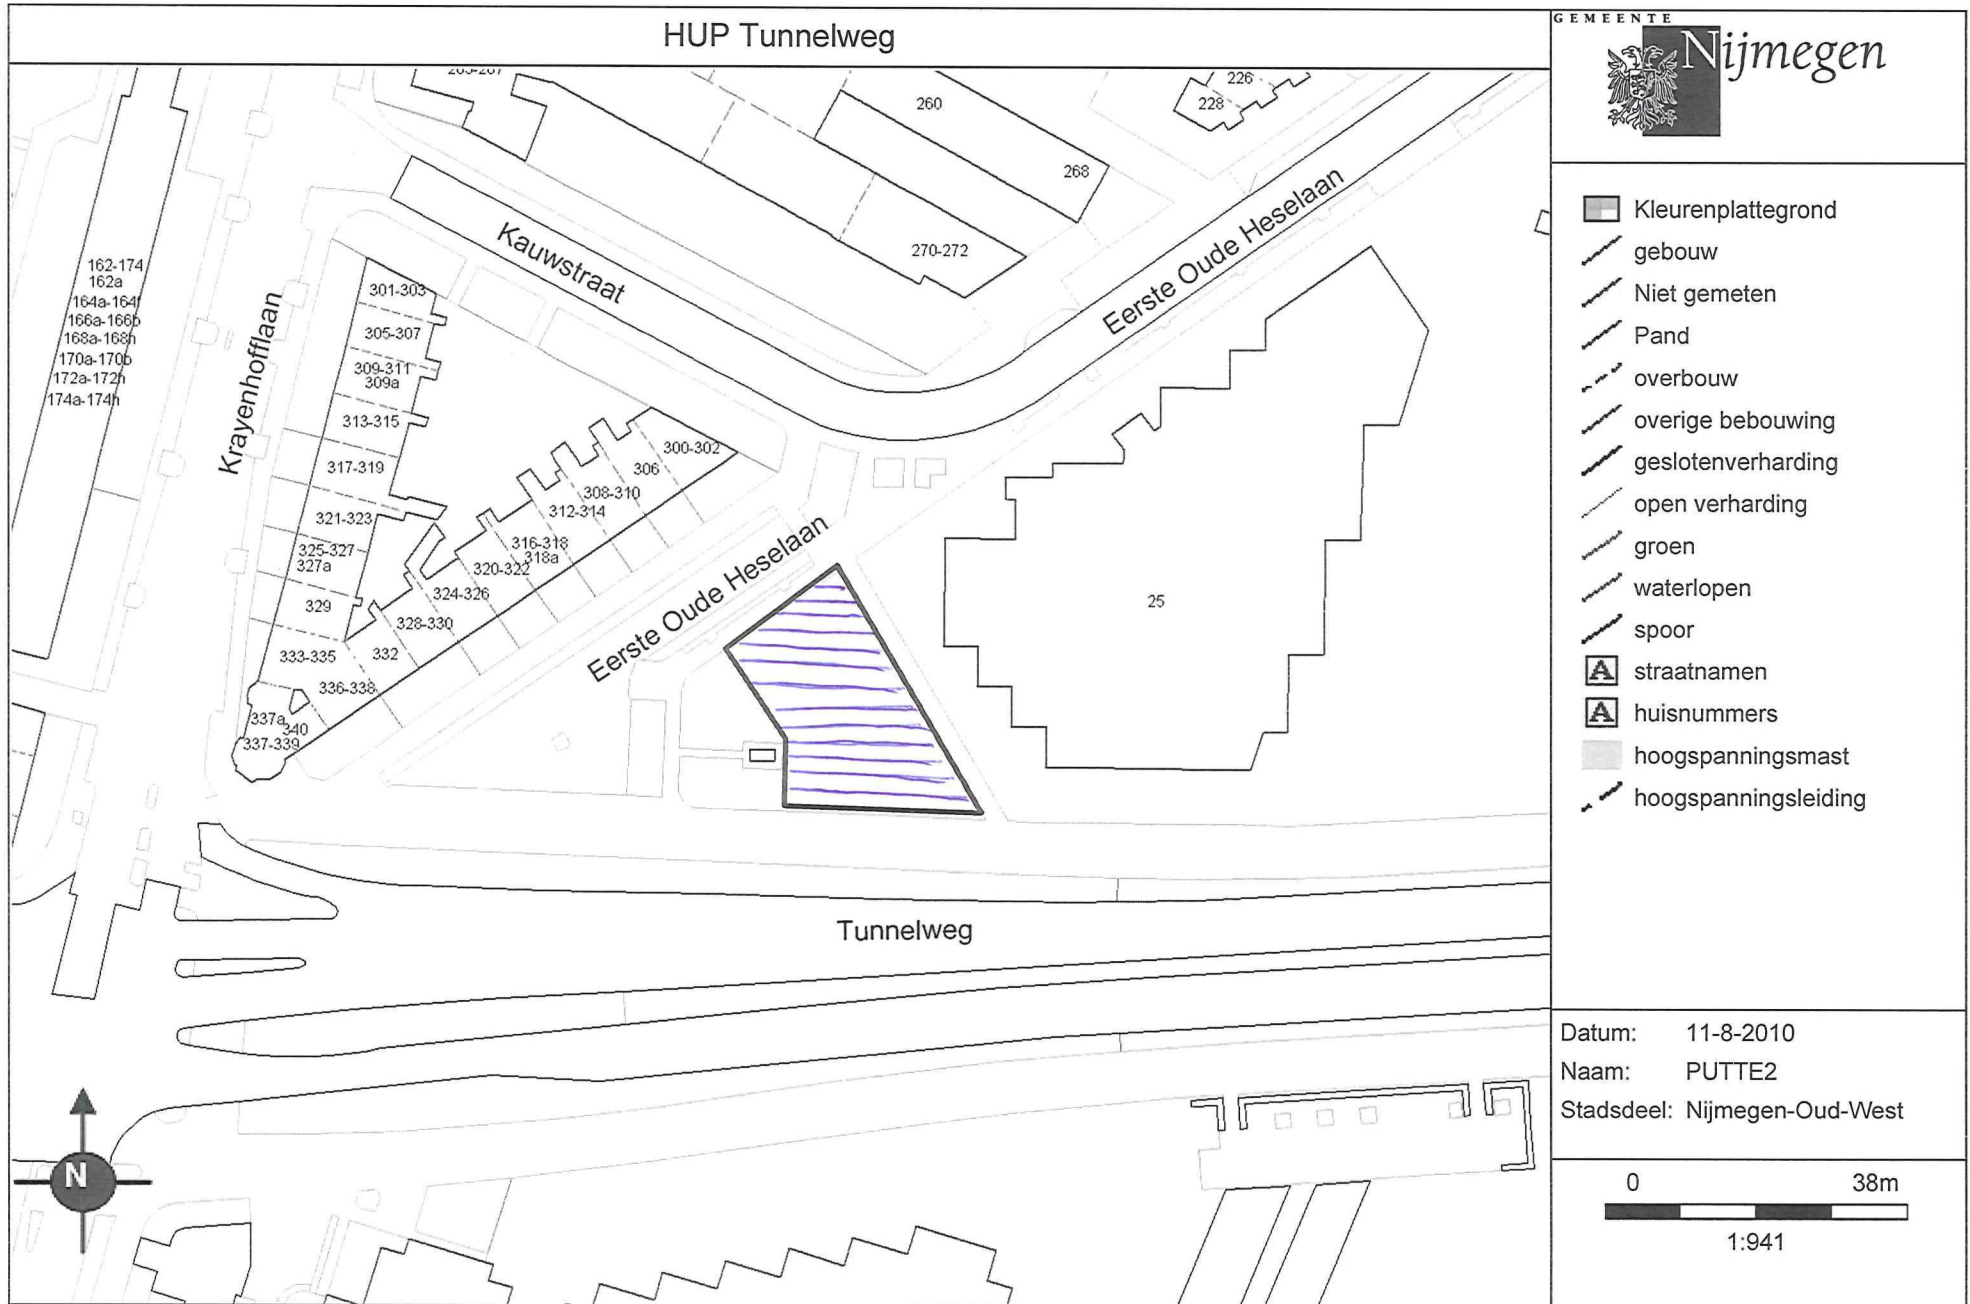 HUP Tunnelweg
GEMEENTE
Nijmegen
260
268
270-272
226
228
Kauwstraat
Eerste Oude Heselaan
Krayenhofflaan
162-174
162a
164a-164f
166a-166b
168a-168h
170a-170b
172a-172h
174a-174h
301-303
305-307
309-311
309a
313-315
317-319
321-323
325-327
327a
329
333-335
336-338
337a
340
337-339
300-302
306
308-310
312-314
316-318
318a
320-322
324-326
328-330
332
Eerste Oude Heselaan
25
Tunnelweg
N
Kleurenplattegrond
gebouw
Niet gemeten
Pand
overbouw
overige bebouwing
geslotenverharding
open verharding
groen
waterlopen
spoor
A straatnamen
A huisnummers
hoogspanningsmast
hoogspanningsleiding
Datum: 11-8-2010
Naam: PUTTE2
Stadsdeel: Nijmegen-Oud-West
0 38m
1:941